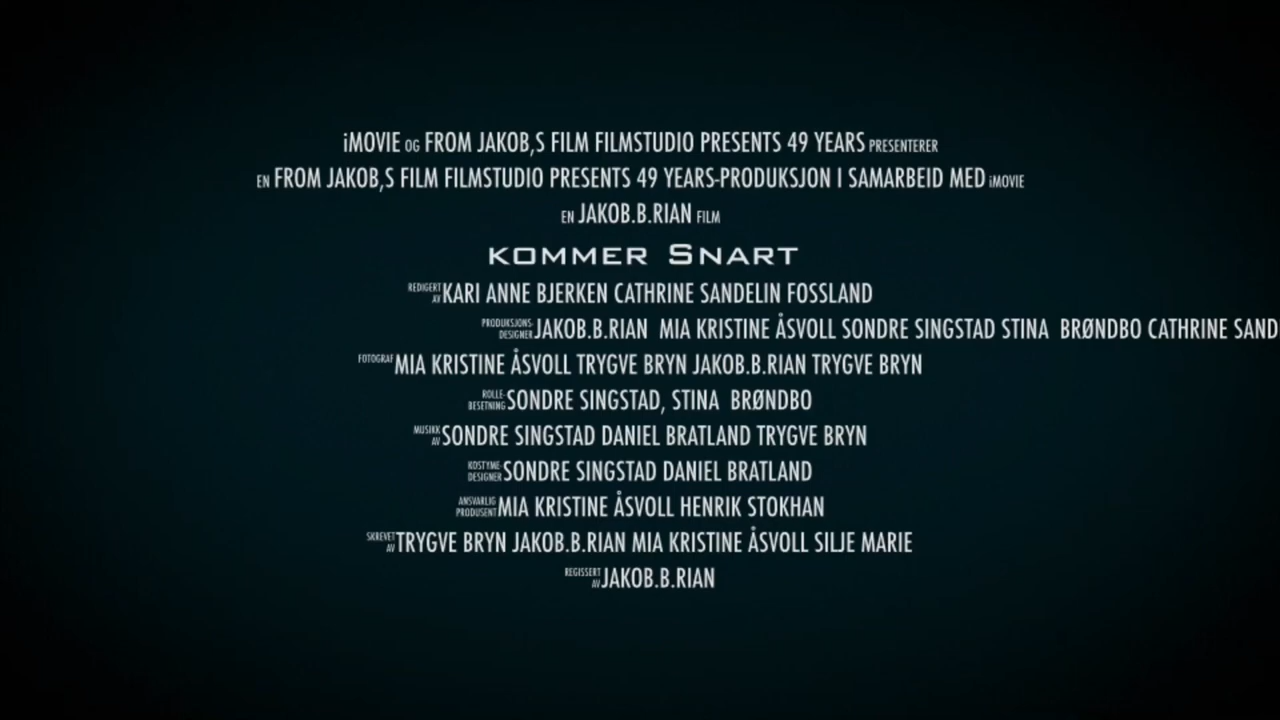 iMOVIE OG FROM JAKOB,S FILM FILMSTUDIO PRESENTS 49 YEARS PRESENTERER
EN FROM JAKOB,S FILM FILMSTUDIO PRESENTS 49 YEARS-PRODUKSJON I SAMARBEID MED iMOVIE
EN JAKOB.B.RIAN FILM
KOMMER SNART
REDIGERT AV KARI ANNE BJERKEN CATHRINE SANDELIN FOSSLAND
PRODUKSJONS-DESIGNER JAKOB.B.RIAN MIA KRISTINE ÅSVOLL SONDRE SINGSTAD STINA BRØNDBO CATHRINE SAND
FOTOGRAF MIA KRISTINE ÅSVOLL TRYGVE BRYN JAKOB.B.RIAN TRYGVE BRYN
ROLLE-BESETNING SONDRE SINGSTAD, STINA BRØNDBO
MUSIKK AV SONDRE SINGSTAD DANIEL BRATLAND TRYGVE BRYN
KOSTYME-DESIGNER SONDRE SINGSTAD DANIEL BRATLAND
ANSVARLIG PRODUSENT MIA KRISTINE ÅSVOLL HENRIK STOKHAN
SKREVET AV TRYGVE BRYN JAKOB.B.RIAN MIA KRISTINE ÅSVOLL SILJE MARIE
REGISSERT AV JAKOB.B.RIAN